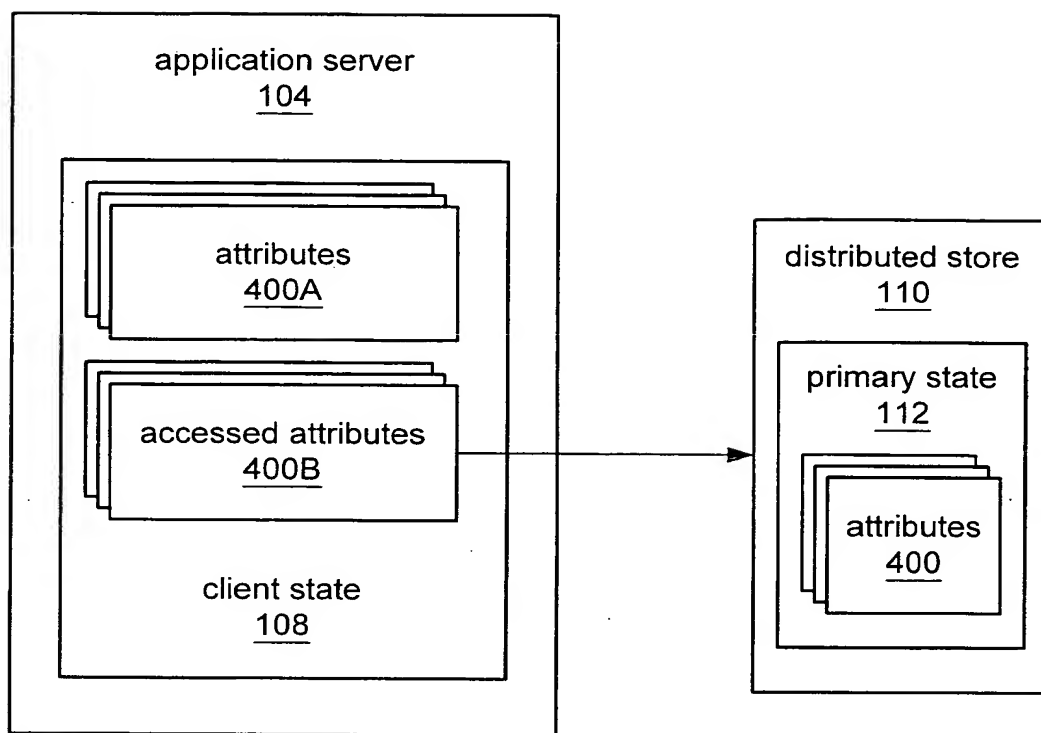 application server
104
attributes
400A
accessed attributes
400B
client state
108
distributed store
110
primary state
112
attributes
400